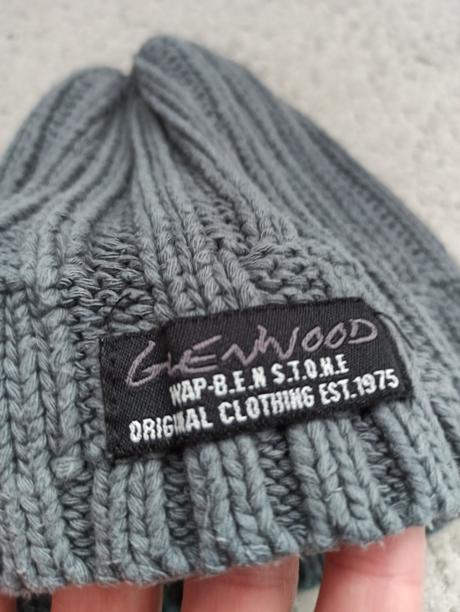 GLENWOOD
WAP-B.E.N S.T.O.N.E
ORIGINAL CLOTHING EST.1975